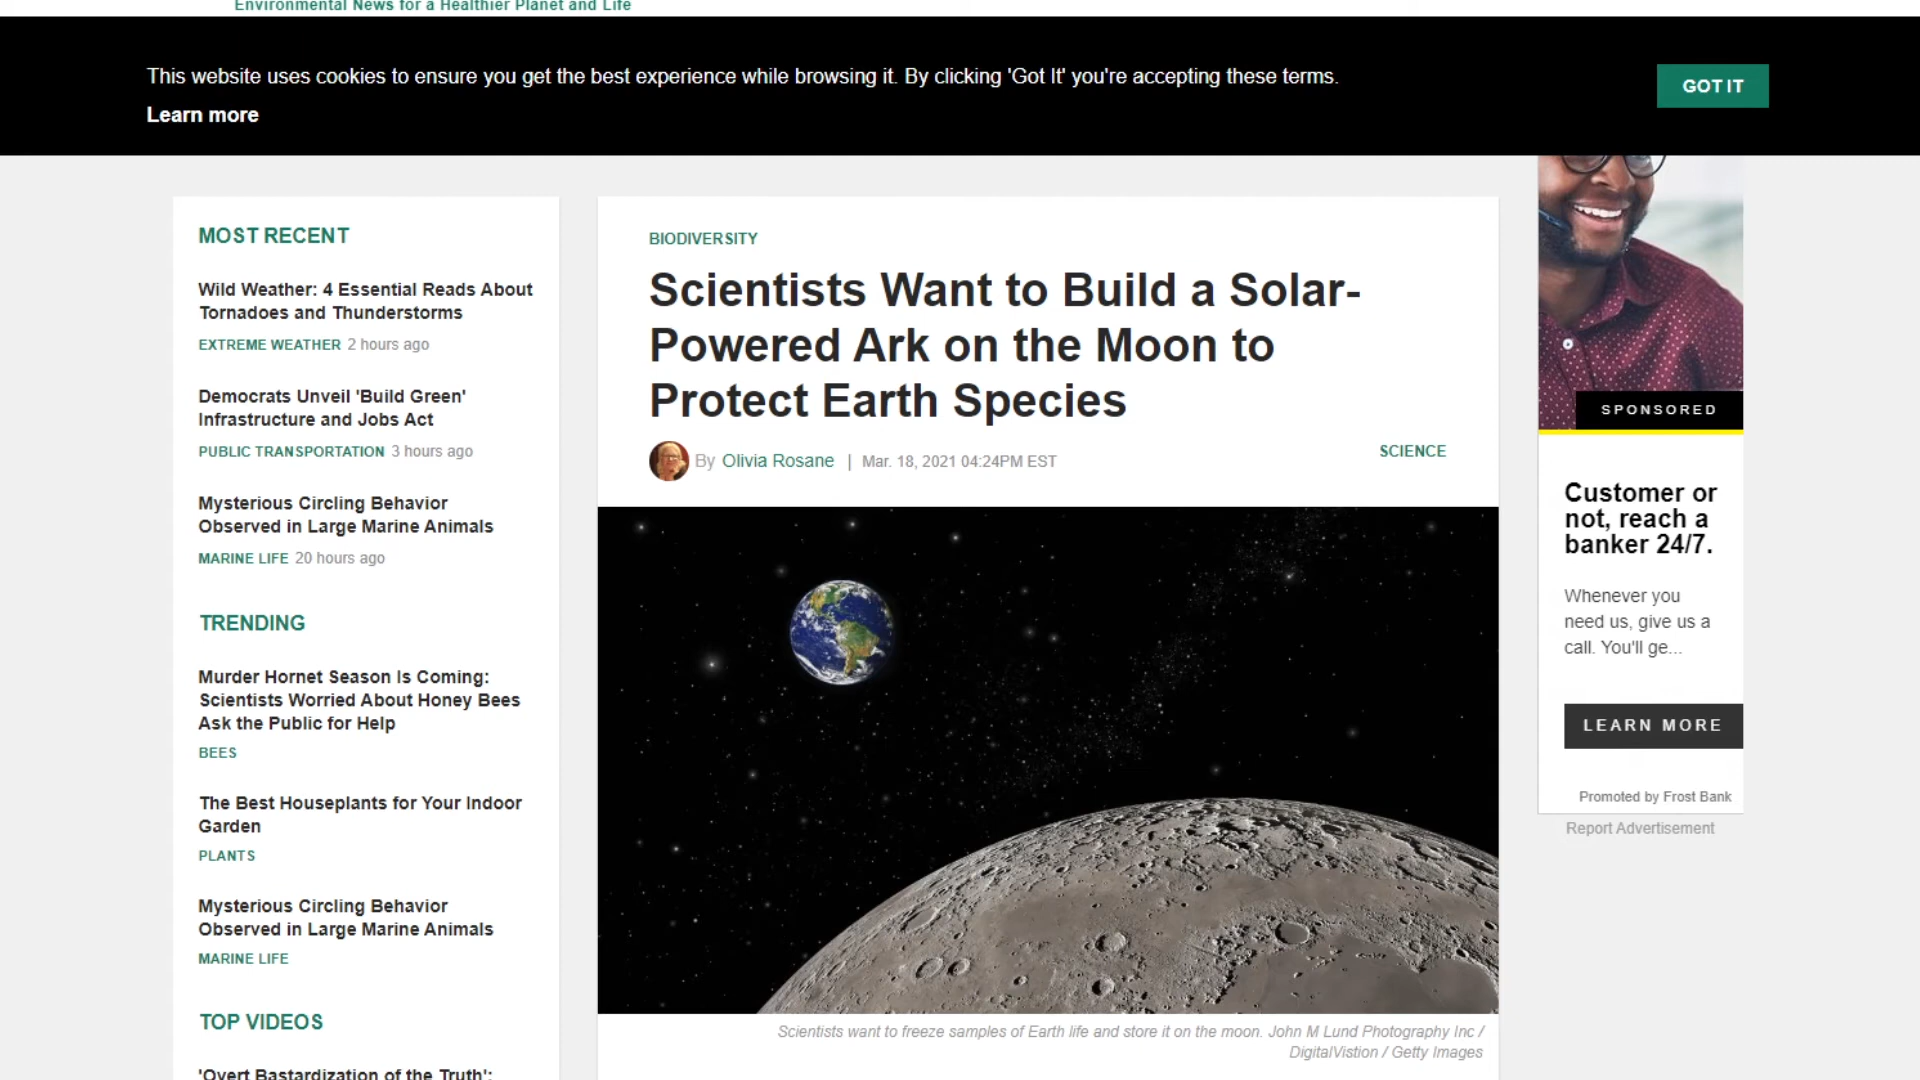 Environmental News for a Healthier Planet and Life
This website uses cookies to ensure you get the best experience while browsing it. By clicking 'Got It' you're accepting these terms.
Learn more
GOT IT
MOST RECENT
Wild Weather: 4 Essential Reads About
Tornadoes and Thunderstorms
EXTREME WEATHER 2 hours ago
Democrats Unveil 'Build Green'
Infrastructure and Jobs Act
PUBLIC TRANSPORTATION 3 hours ago
Mysterious Circling Behavior
Observed in Large Marine Animals
MARINE LIFE 20 hours ago
TRENDING
Murder Hornet Season Is Coming:
Scientists Worried About Honey Bees
Ask the Public for Help
BEES
The Best Houseplants for Your Indoor
Garden
PLANTS
Mysterious Circling Behavior
Observed in Large Marine Animals
MARINE LIFE
TOP VIDEOS
'Overt Bastardization of the Truth':
BIODIVERSITY
Scientists Want to Build a Solar-
Powered Ark on the Moon to
Protect Earth Species
By Olivia Rosane | Mar. 18, 2021 04:24PM EST
SCIENCE
Scientists want to freeze samples of Earth life and store it on the moon. John M Lund Photography Inc /
DigitalVistion / Getty Images
SPONSORED
Customer or
not, reach a
banker 24/7.
Whenever you
need us, give us a
call. You'll ge...
LEARN MORE
Promoted by Frost Bank
Report Advertisement